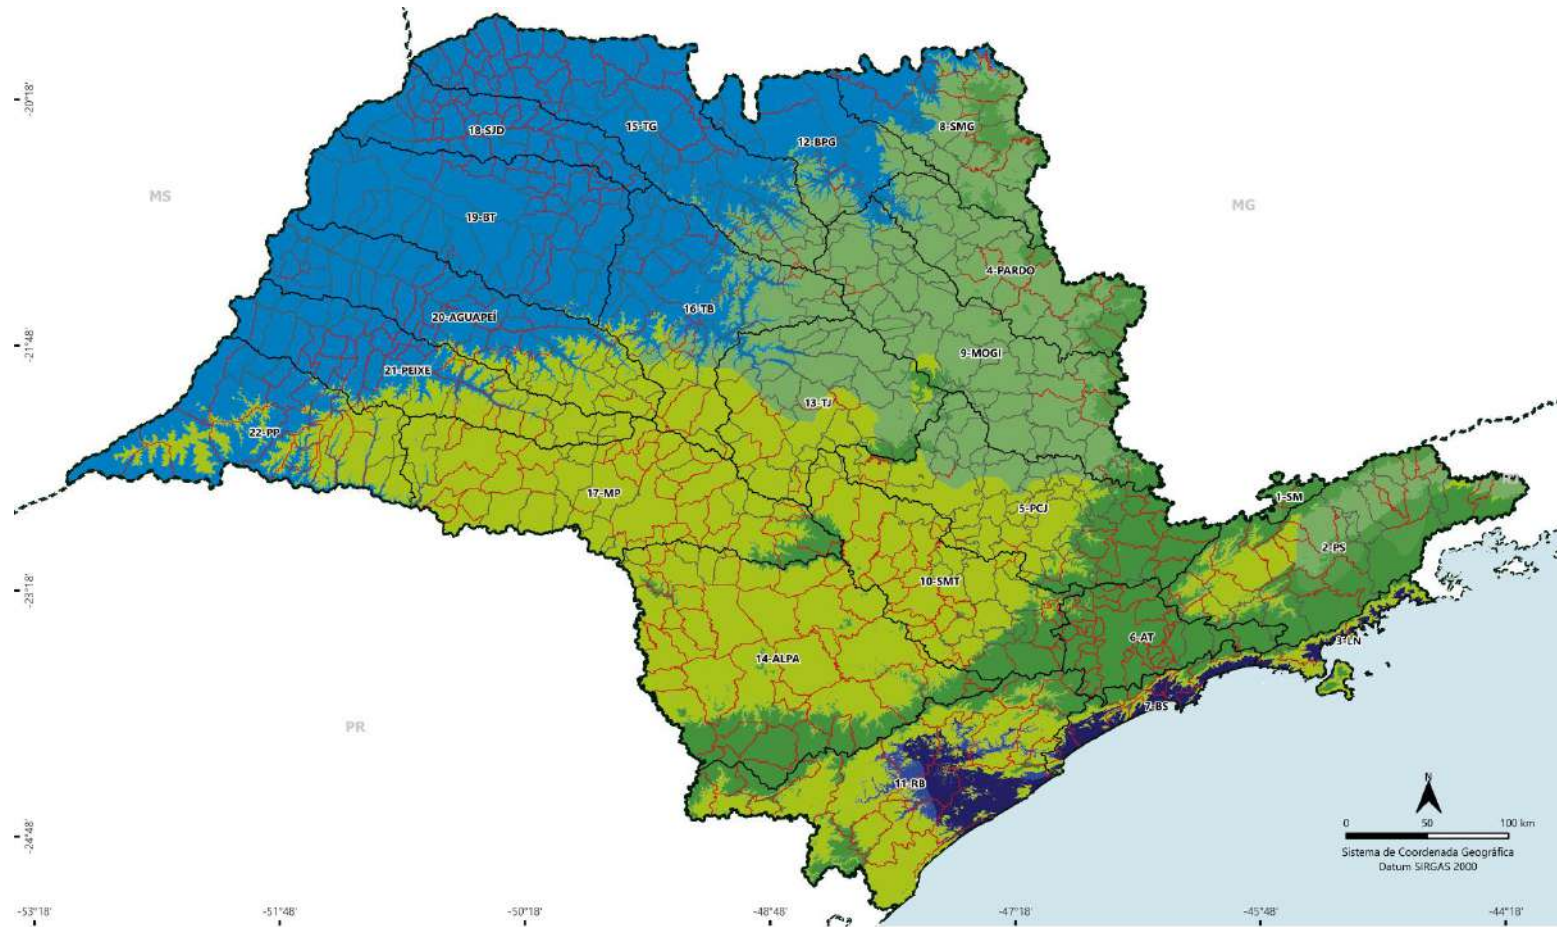 -20°18'
-21°48'
-23°18'
-24°48'
MS
MG
PR
18-SJD
15-TG
12-BPG
8-SMG
19-BT
4-PARDO
16-TB
20-AGUAPEÍ
9-MOGI
21-PEIXE
13-TJ
22-PP
17-MP
5-PCJ
1-SM
2-PS
10-SMT
6-AT
3-LN
14-ALPA
7-BS
11-RB
N
0 50 100 km
Sistema de Coordenada Geográfica
Datum SIRGAS 2000
-53°18' -51°48' -50°18' -48°48' -47°18' -45°48' -44°18'